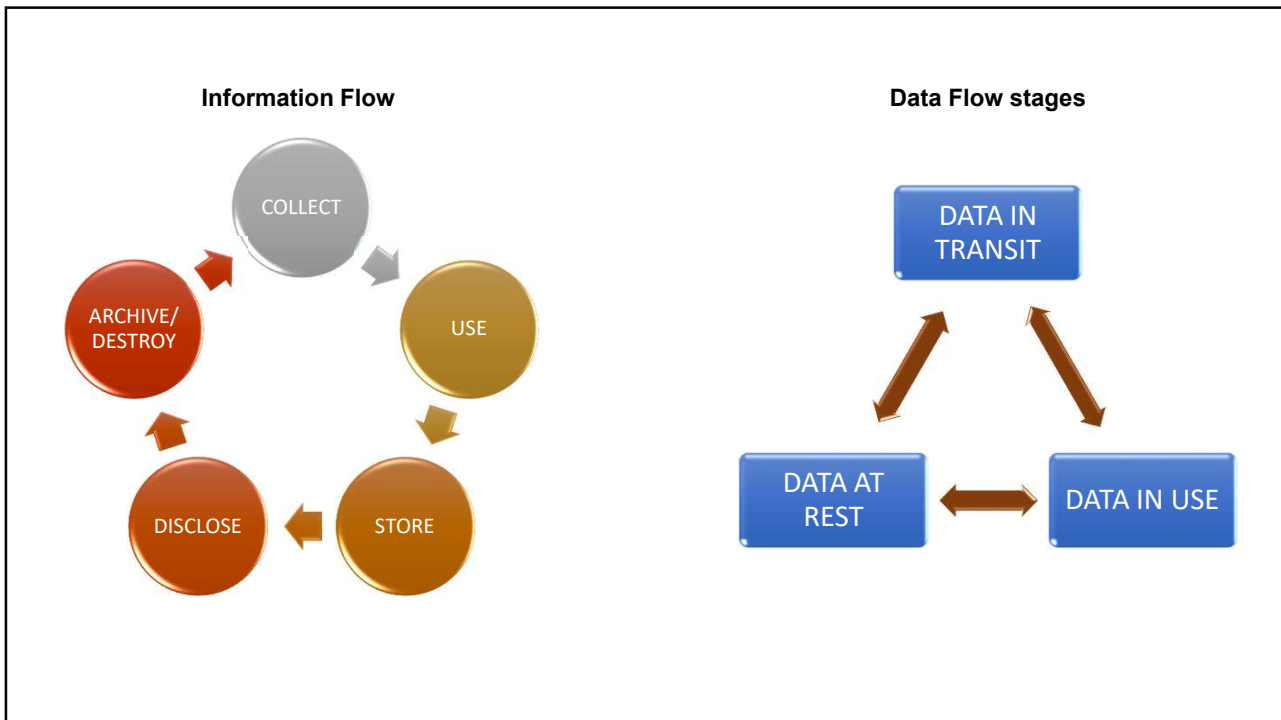 Information Flow
COLLECT
USE
STORE
DISCLOSE
ARCHIVE/
DESTROY
Data Flow stages
DATA IN
TRANSIT
DATA AT
REST
DATA IN USE